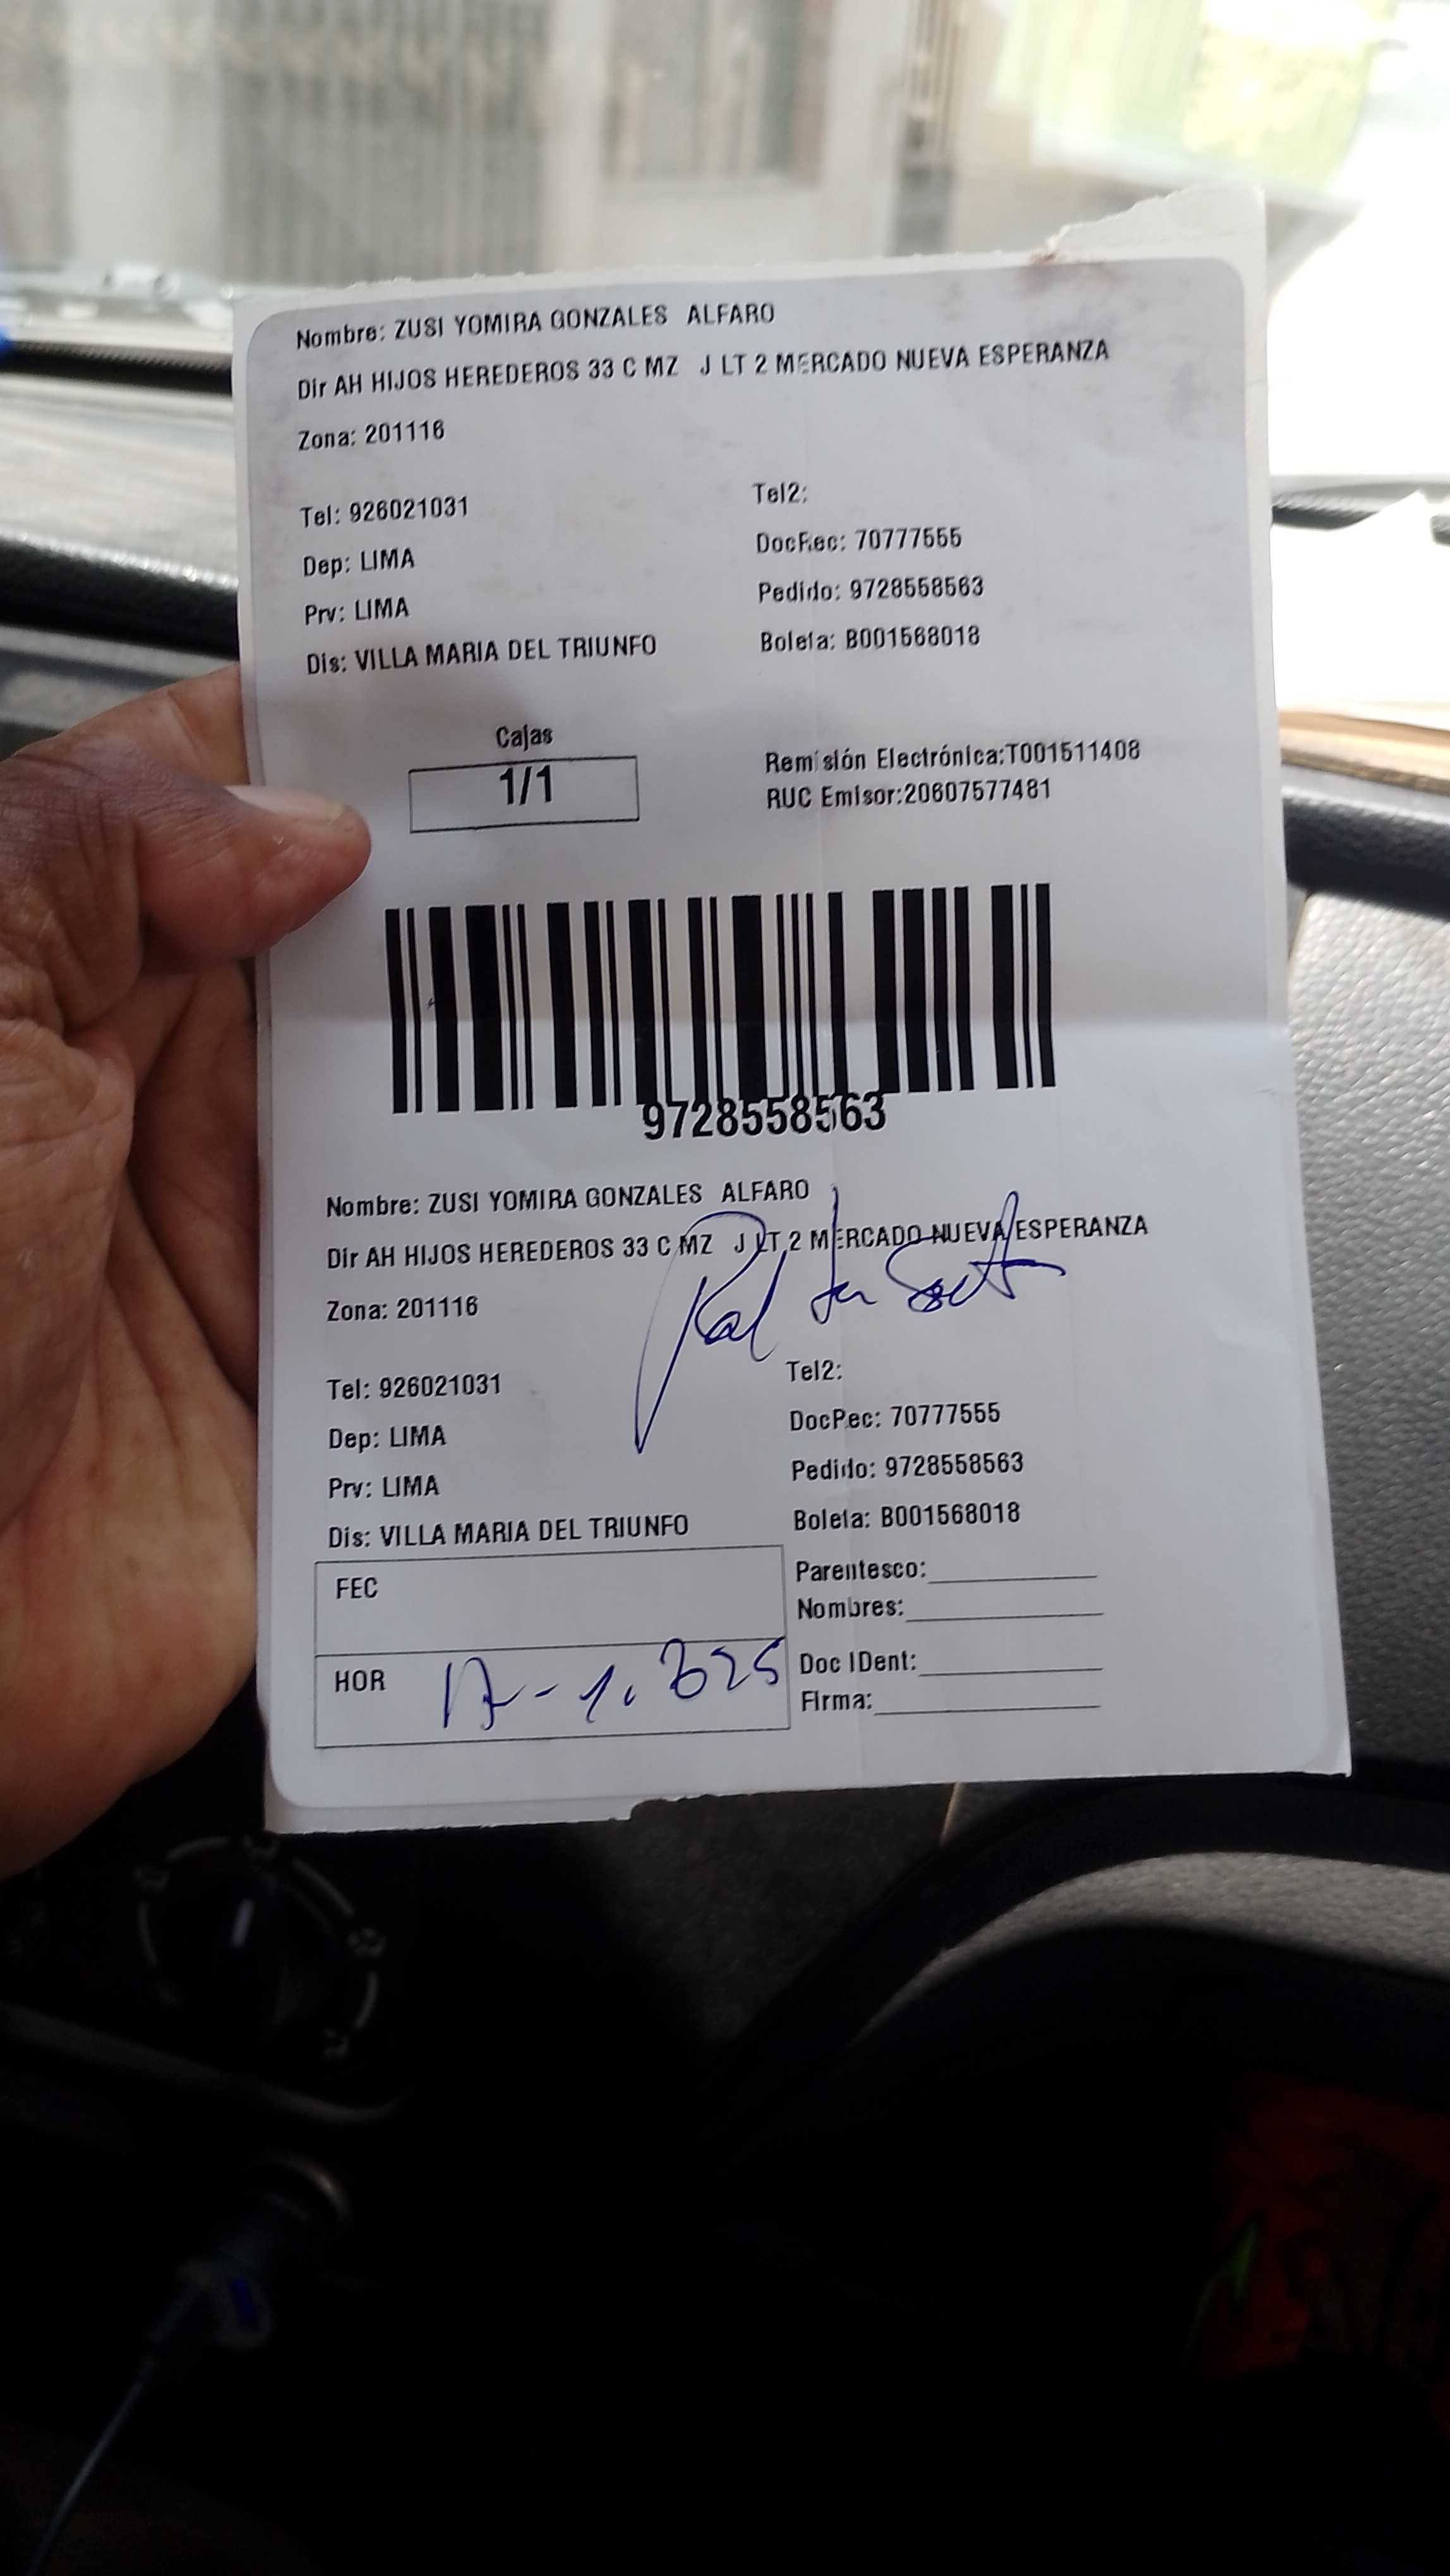 Nombre: ZUSI YOMIRA GONZALES ALFARO
Dir AH HIJOS HEREDEROS 33 C MZ J LT 2 MERCADO NUEVA ESPERANZA
Zona: 201116
Tel: 926021031
Tel2:
Dep: LIMA
DocRec: 70777555
Prv: LIMA
Pedido: 9728558563
Dis: VILLA MARIA DEL TRIUNFO
Boleta: B001568018
Cajas
1/1
Remisión Electrónica:T001511408
RUC Emisor:20607577481
9728558563
Nombre: ZUSI YOMIRA GONZALES ALFARO
Dir AH HIJOS HEREDEROS 33 C MZ J LT 2 MERCADO NUEVA ESPERANZA
Zona: 201116
Tel: 926021031
Tel2:
Dep: LIMA
DocRec: 70777555
Prv: LIMA
Pedido: 9728558563
Dis: VILLA MARIA DEL TRIUNFO
Boleta: B001568018
FEC
Parentesco:
Nombres:
HOR
Doc IDent:
Firma: